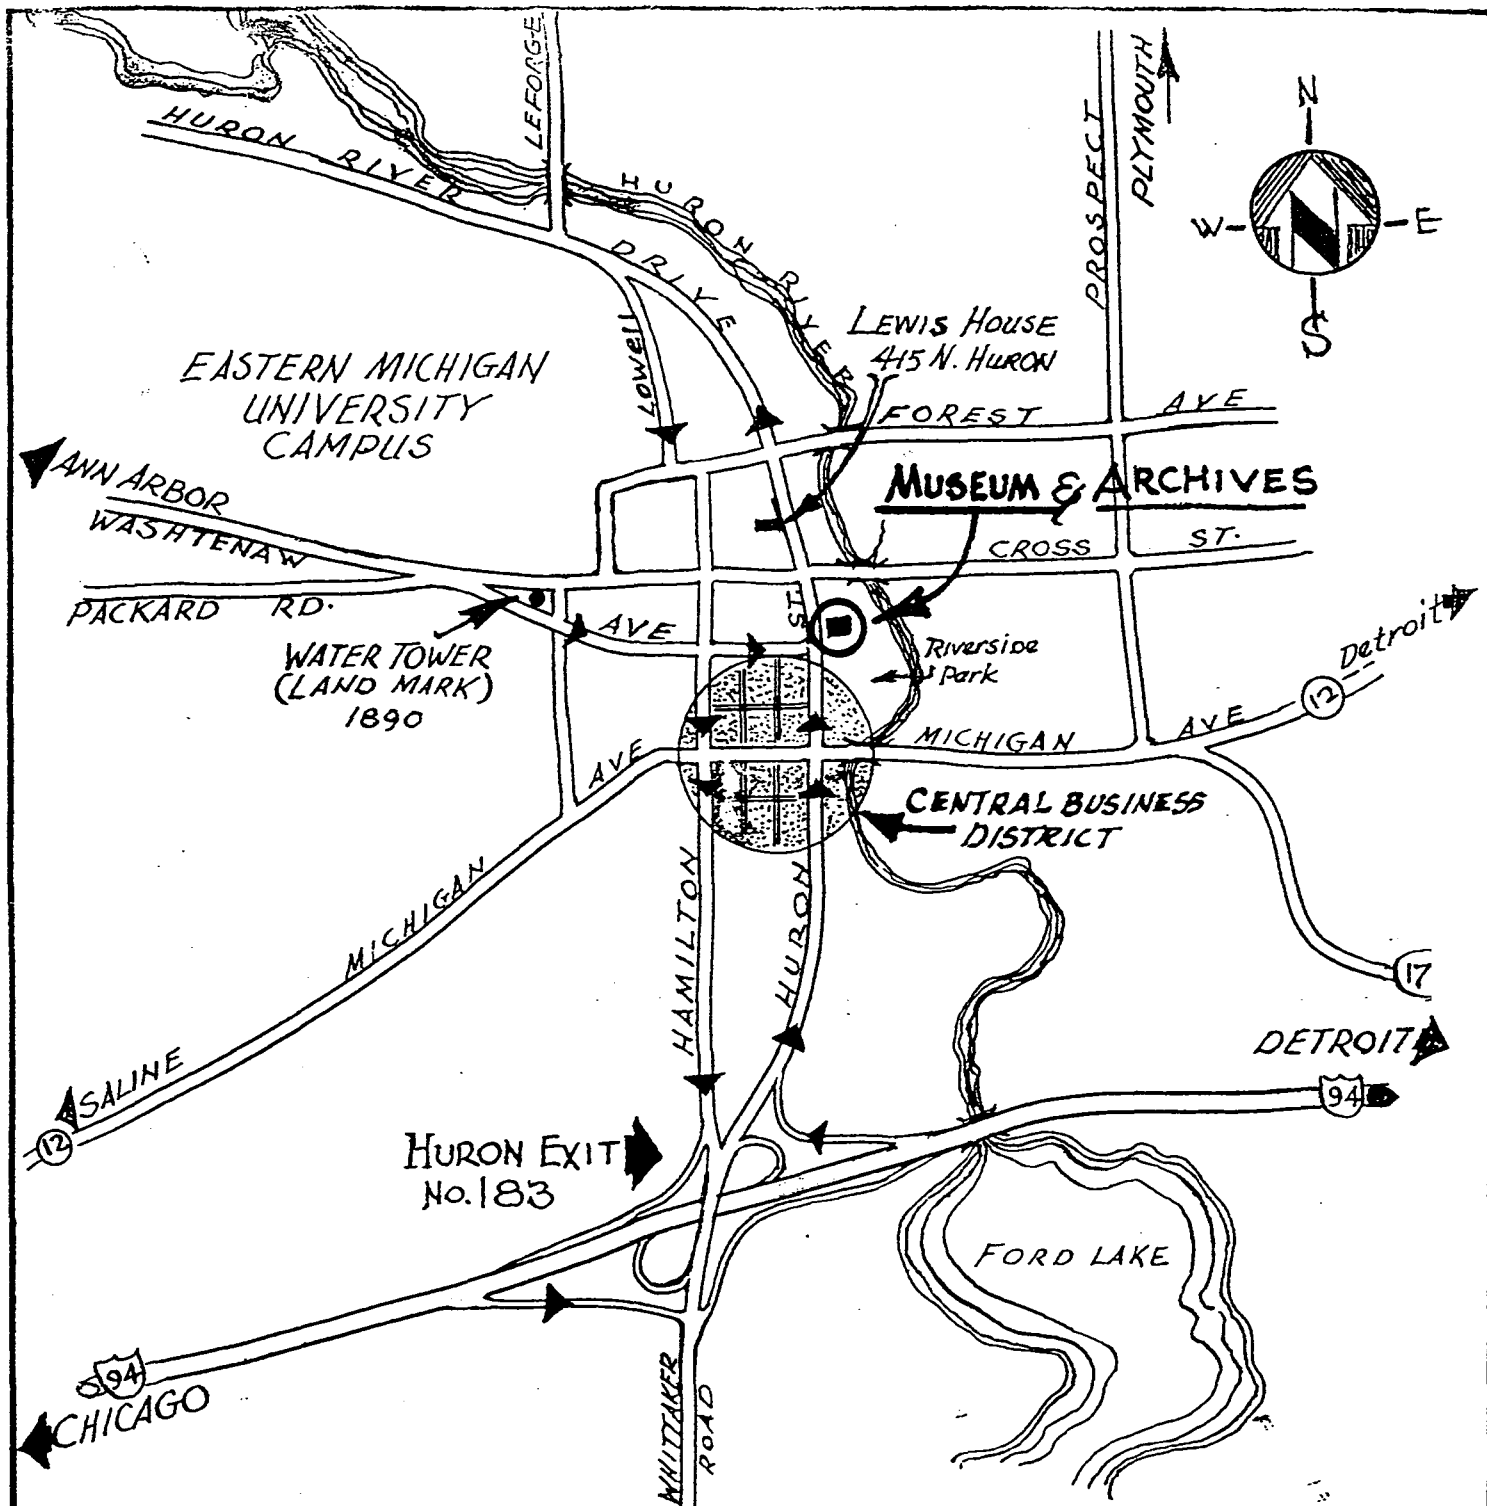 LEFORGE
HURON RIVER DRIVE
HURON RIVER
PROSPECT
PLYMOUTH
N
W
E
S
LEWIS HOUSE
415 N. HURON
Lowell
EASTERN MICHIGAN
UNIVERSITY
CAMPUS
FOREST AVE
ANN ARBOR
MUSEUM & ARCHIVES
WASHTENAW AVE
CROSS ST.
PACKARD RD.
WATER TOWER
(LAND MARK)
1890
Riverside
Park
Detroit
12
MICHIGAN AVE
MICHIGAN AVE
CENTRAL BUSINESS
DISTRICT
HAMILTON
HURON ST.
17
SALINE
12
DETROIT
94
HURON EXIT
NO. 183
FORD LAKE
94
CHICAGO
WHITTAKER
ROAD